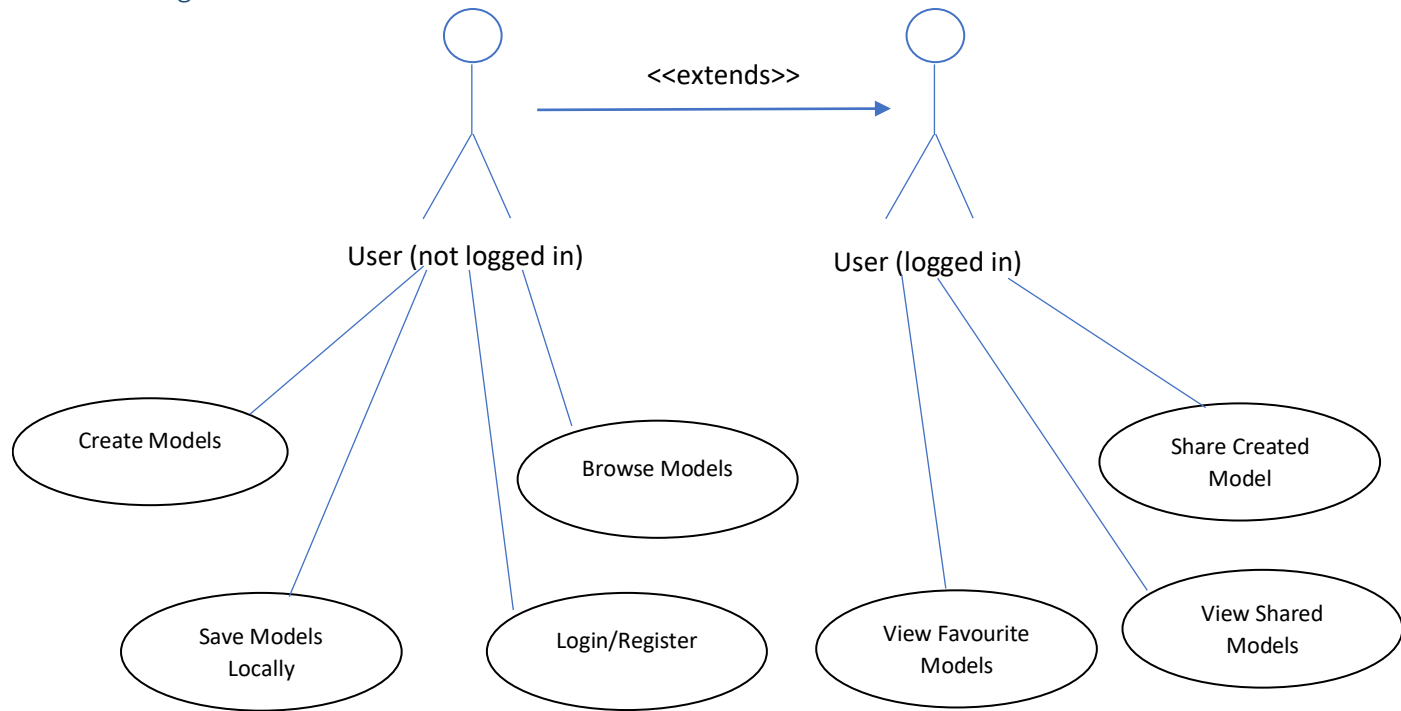 <<extends>>
User (not logged in)
User (logged in)
Create Models
Browse Models
Share Created
Model
Save Models
Locally
Login/Register
View Favourite
Models
View Shared
Models